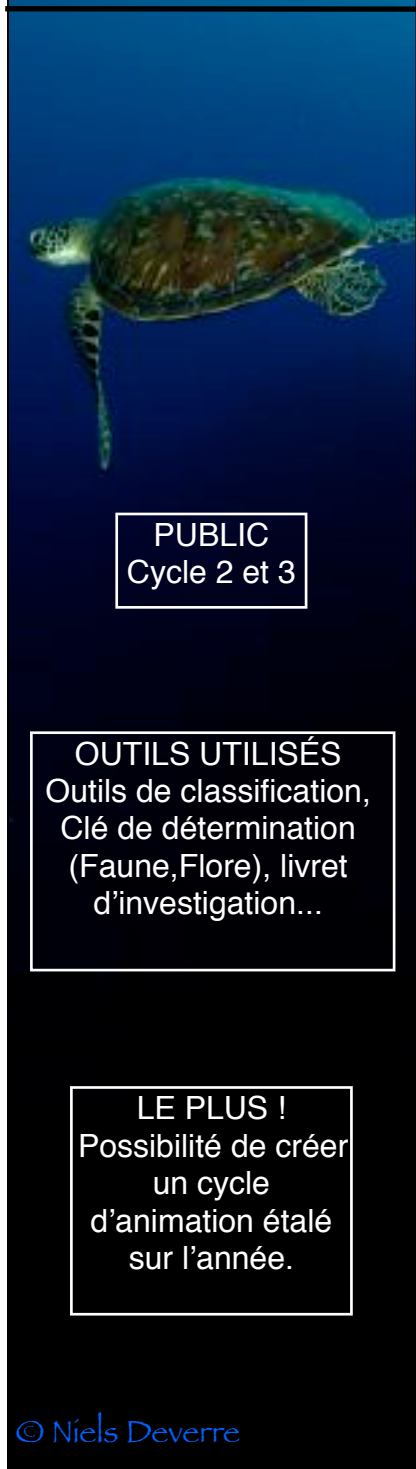 PUBLIC
Cycle 2 et 3
OUTILS UTILISÉS
Outils de classification,
Clé de détermination
(Faune,Flore), livret
d’investigation...
LE PLUS !
Possibilité de créer
un cycle
d’animation étalé
sur l’année.
© Niels Deverre